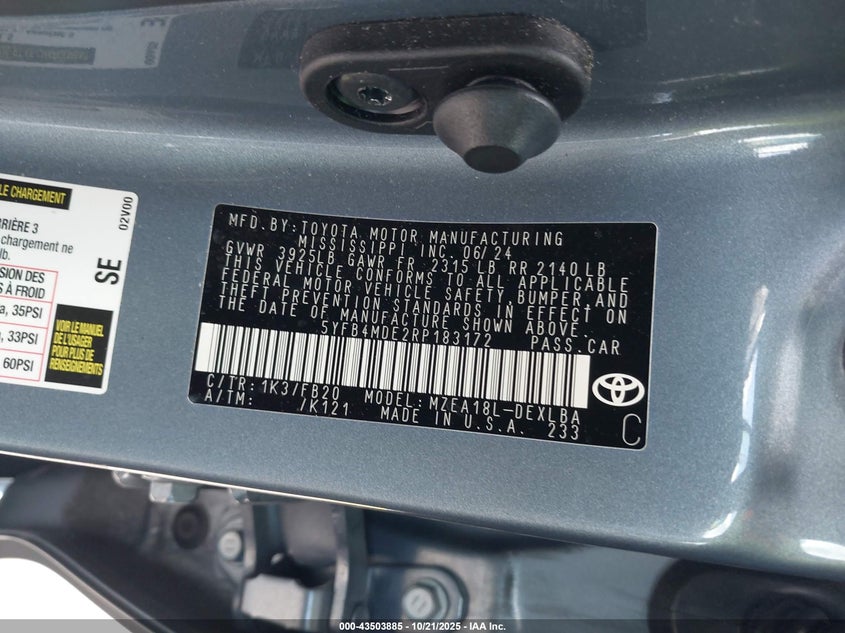 LE CHARGEMENT
RIÈRE 3
chargement ne
lb.
02V00
SE
SION DES
S À FROID
a, 35PSI
a, 33PSI
60PSI
VOIR LE MANUEL
DE L'USAGER
POUR PLUS DE
RENSEIGNEMENTS
MFD.BY:TOYOTA MOTOR MANUFACTURING
MISSISSIPPI,INC. 06/24
GVWR 3925LB GAWR FR 2315 LB RR 2140 LB
THIS VEHICLE CONFORMS TO ALL APPLICABLE
FEDERAL MOTOR VEHICLE SAFETY,BUMPER,AND
THEFT PREVENTION STANDARDS IN EFFECT ON
THE DATE OF MANUFACTURE SHOWN ABOVE.
5YFB4MDE2RP183172 PASS.CAR
C/TR:1K3/FB20 MODEL:MZEA18L-DEXLBA
A/TM: /K121 MADE IN U.S.A. 233
C
000-43503885 - 10/21/2025 - IAA Inc.